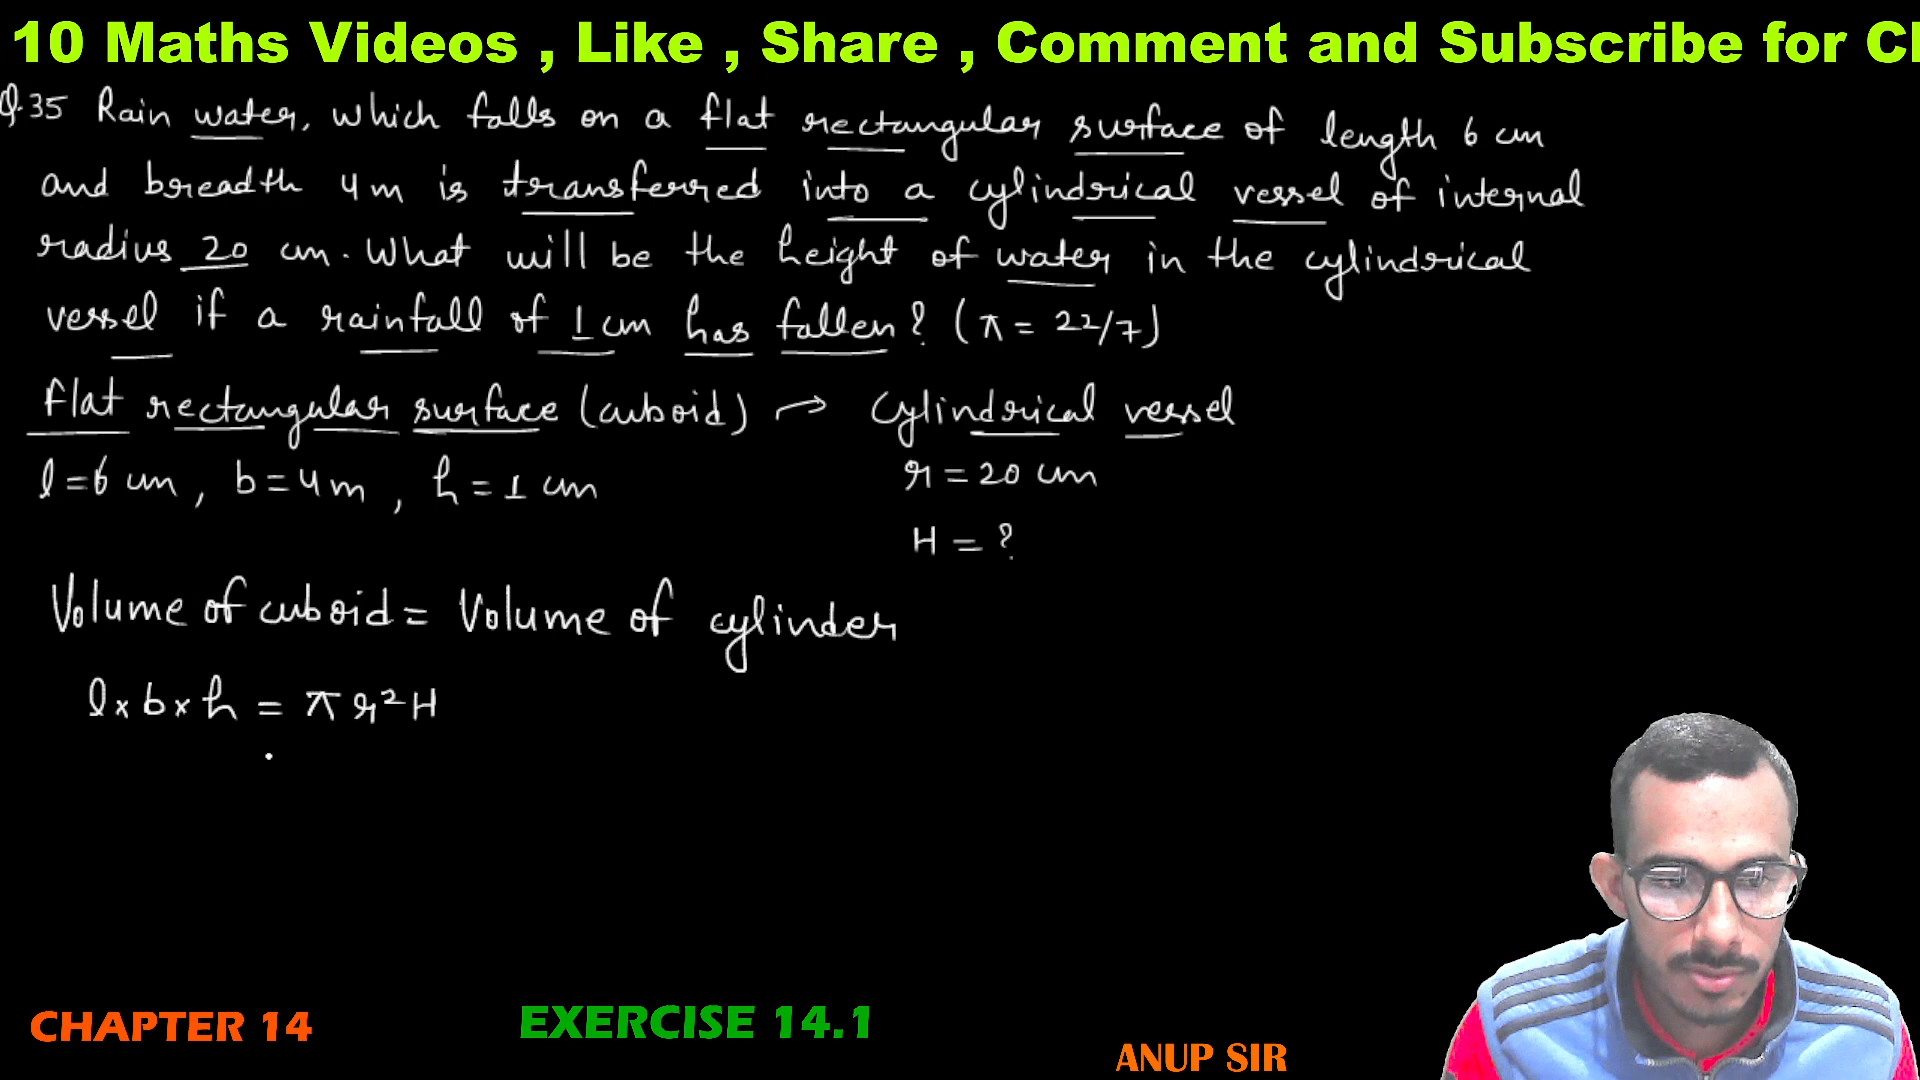 10 Maths Videos , Like , Share , Comment and Subscribe for Cl
Q.35 Rain water, which falls on a flat rectangular surface of length 6 cm
and breadth 4 m is transferred into a cylindrical vessel of internal
radius 20 cm. What will be the height of water in the cylindrical
vessel if a rainfall of 1 cm has fallen? (π = 22/7)
Flat rectangular surface (cuboid) → Cylindrical vessel
l = 6 cm, b = 4 m, h = 1 cm
r = 20 cm
H = ?
Volume of cuboid = Volume of cylinder
l × b × h = π r² H
CHAPTER 14
EXERCISE 14.1
ANUP SIR